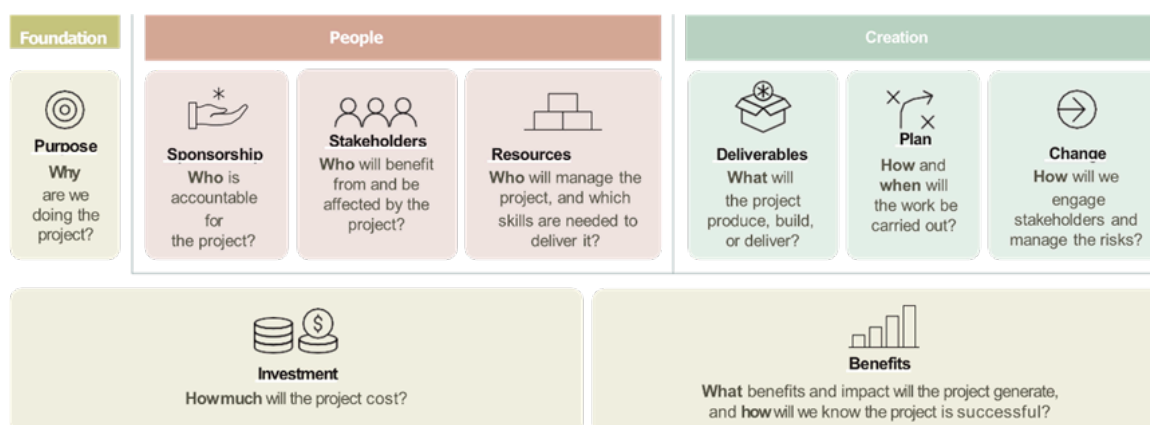 Foundation
People
Creation
Purpose
Why
are we
doing the
project?
Sponsorship
Who is
accountable
for
the project?
Stakeholders
Who will benefit
from and be
affected by the
project?
Resources
Who will manage the
project, and which
skills are needed to
deliver it?
Deliverables
What will
the project
produce, build,
or deliver?
Plan
How and
when will
the work be
carried out?
Change
How will we
engage
stakeholders and
manage the risks?
$
Investment
How much will the project cost?
Benefits
What benefits and impact will the project generate,
and how will we know the project is successful?